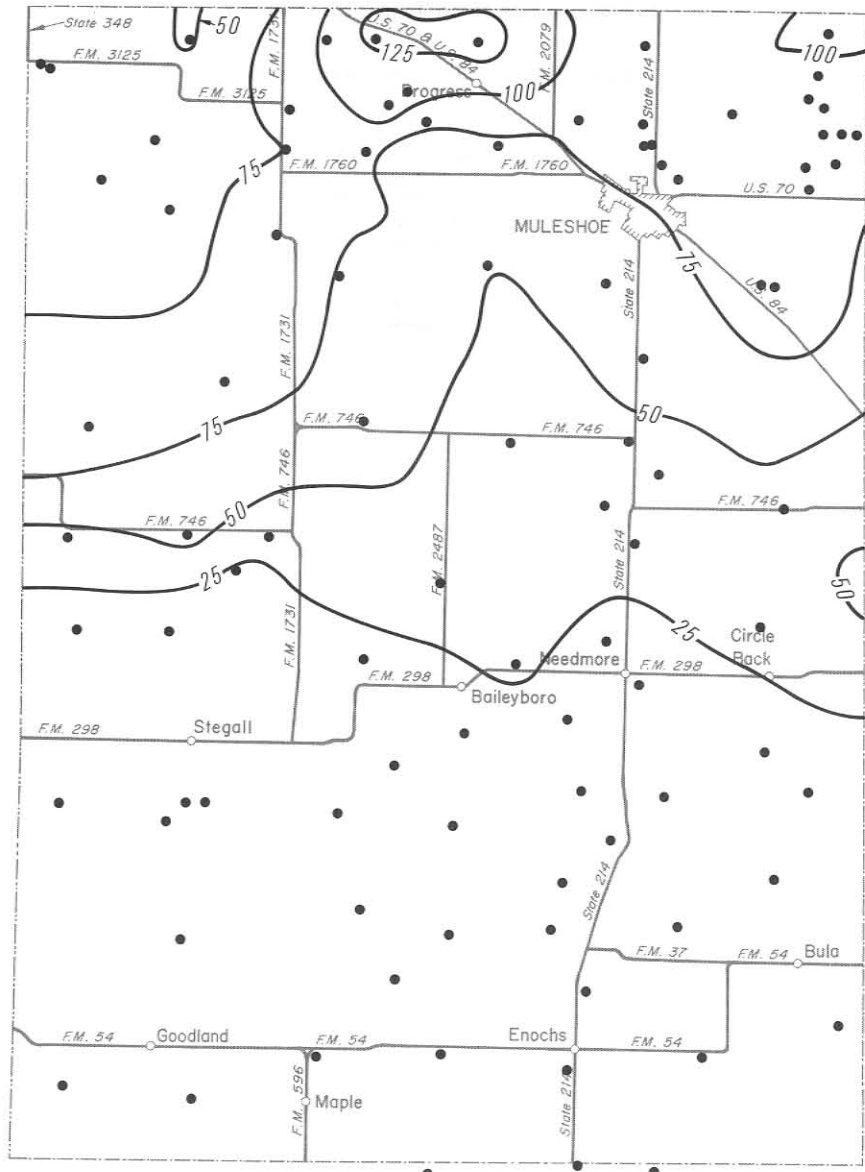 State 348
50
F.M. 1731
U.S. 70 & U.S. 84
125
F.M. 2079
State 214
100
F.M. 3125
F.M. 3125
Progress
100
75
F.M. 1760
F.M. 1760
U.S. 70
MULESHOE
75
State 214
U.S. 84
F.M. 1731
75
F.M. 746
F.M. 746
50
F.M. 746
50
F.M. 746
F.M. 746
F.M. 2487
State 214
50
25
F.M. 1731
25
Circle
Back
Needmore
F.M. 298
F.M. 298
Baileyboro
Stegall
F.M. 298
State 214
F.M. 37
F.M. 54
Bula
F.M. 54
Goodland
F.M. 54
Enochs
F.M. 54
F.M. 596
Maple
State 214